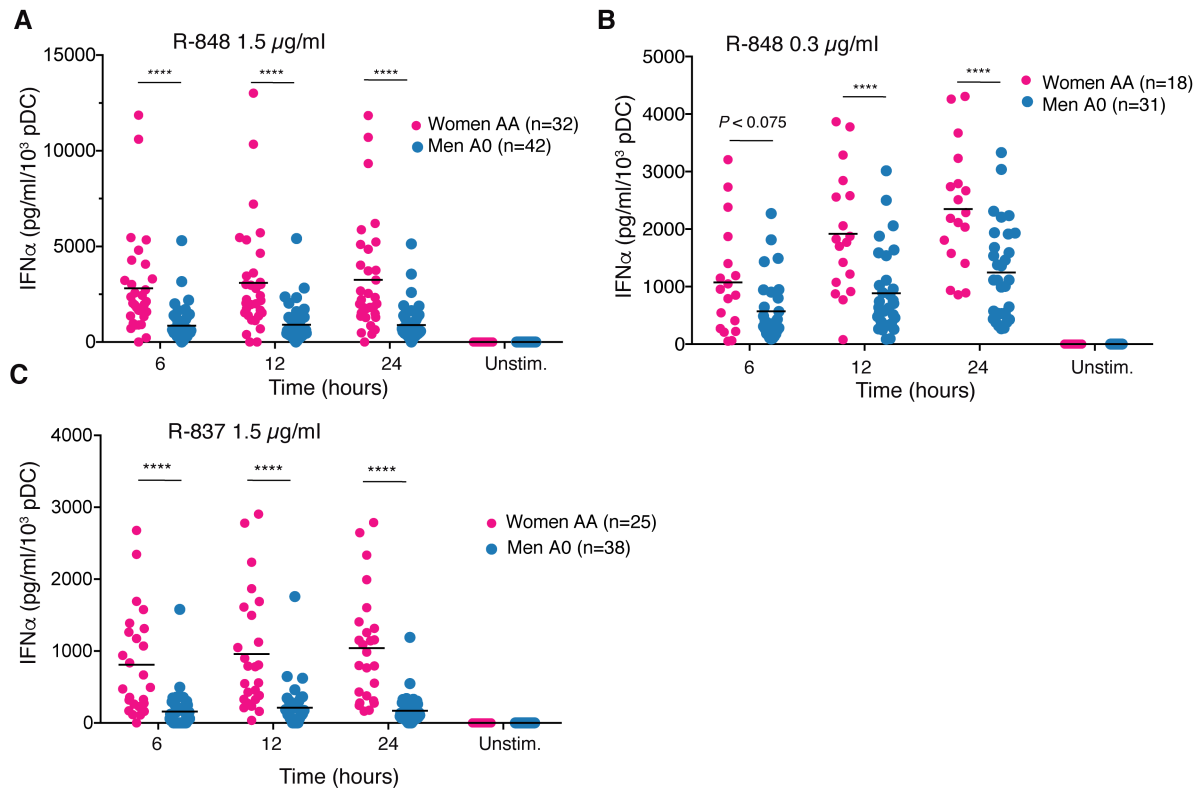 A
R-848 1.5 µg/ml
15000
10000
5000
0
IFNα (pg/ml/10³ pDC)
**** **** ****
Women AA (n=32)
Men A0 (n=42)
6 12 24 Unstim.
Time (hours)
B
R-848 0.3 µg/ml
5000
4000
3000
2000
1000
0
IFNα (pg/ml/10³ pDC)
P < 0.075 **** ****
Women AA (n=18)
Men A0 (n=31)
6 12 24 Unstim.
Time (hours)
C
R-837 1.5 µg/ml
4000
3000
2000
1000
0
IFNα (pg/ml/10³ pDC)
**** **** ****
Women AA (n=25)
Men A0 (n=38)
6 12 24 Unstim.
Time (hours)